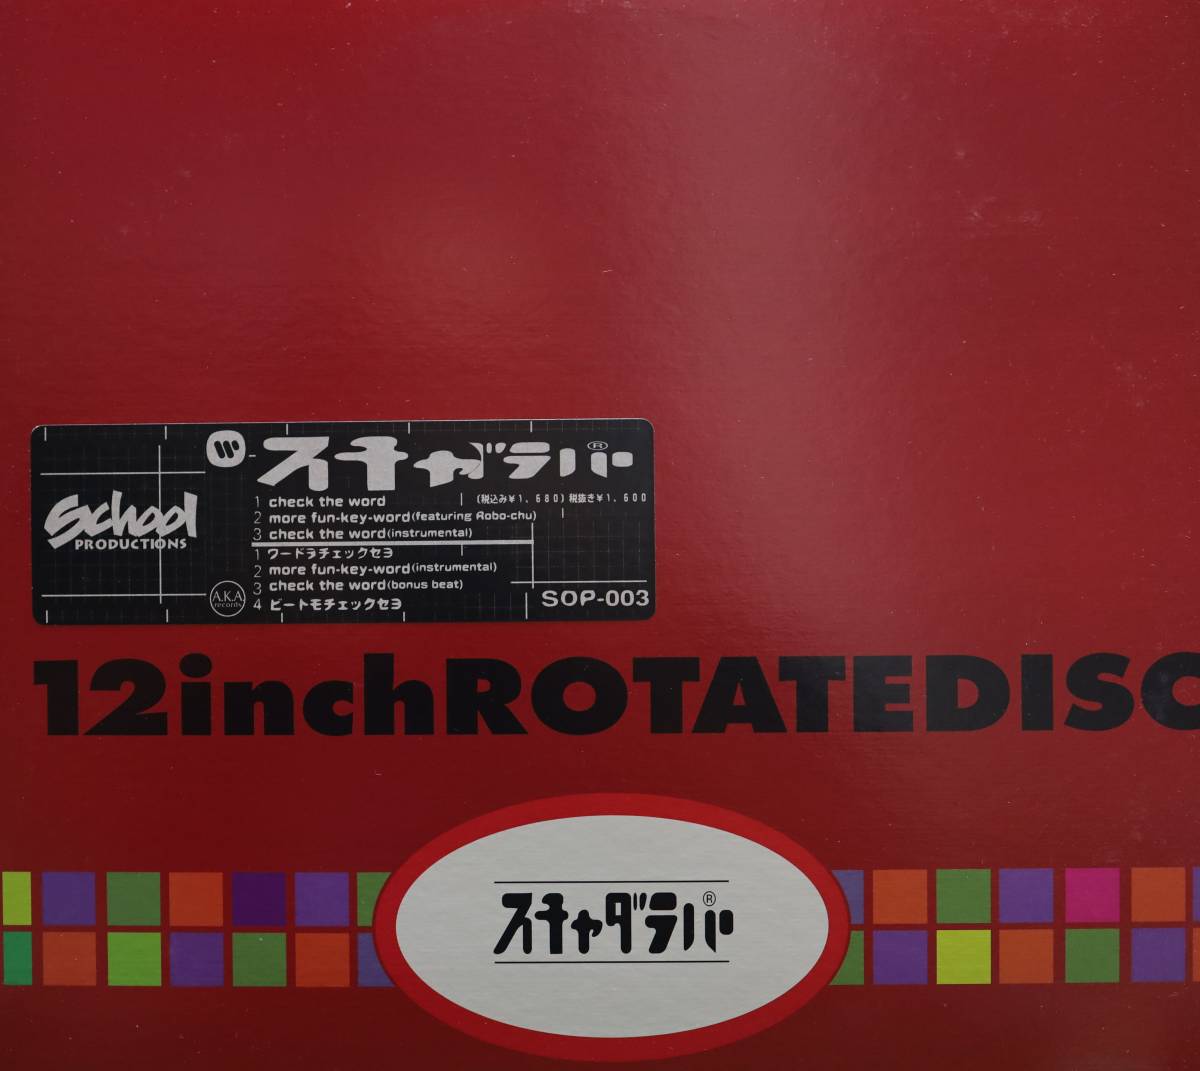 スチャダラパー®
School
PRODUCTIONS
A.K.A
records
1 check the word (税込み¥1,680) 税抜き¥1,600
2 more fun-key-word(featuring Robo-chu)
3 check the word(instrumental)
1 ワードヲチェックセヨ
2 more fun-key-word(instrumental)
3 check the word(bonus beat)
4 ビートモチェックセヨ
SOP-003
12inchROTATEDISC
スチャダラパー®